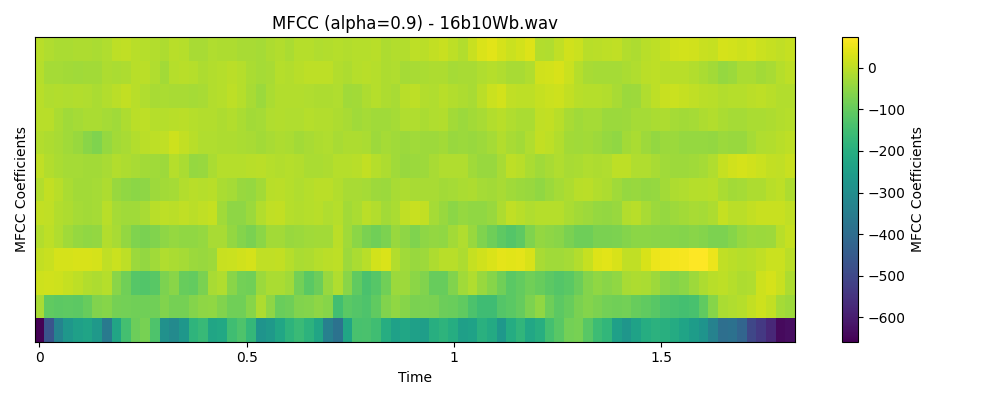 MFCC (alpha=0.9) - 16b10Wb.wav
MFCC Coefficients
0
0.5
1
1.5
Time
0
−100
−200
−300
−400
−500
−600
MFCC Coefficients